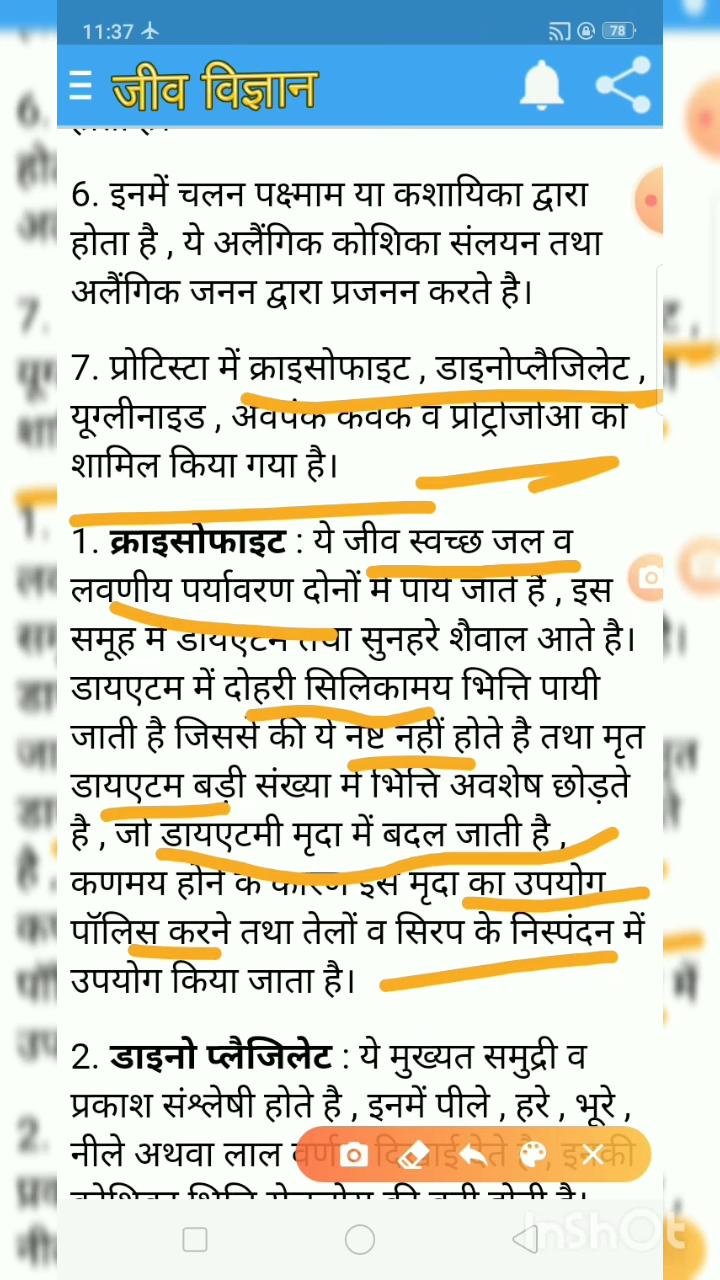 11:37
78
जीव विज्ञान
6. इनमें चलन पक्ष्माम या कशायिका द्वारा
होता है , ये अलैंगिक कोशिका संलयन तथा
अलैंगिक जनन द्वारा प्रजनन करते है।
7. प्रोटिस्टा में क्राइसोफाइट , डाइनोप्लैजिलेट ,
यूग्लीनाइड , अवपंक कवक व प्रोट्रोजोआ को
शामिल किया गया है।
1. क्राइसोफाइट : ये जीव स्वच्छ जल व
लवणीय पर्यावरण दोनों में पाये जाते है , इस
समूह में डायएटम तथा सुनहरे शैवाल आते है।
डायएटम में दोहरी सिलिकामय भित्ति पायी
जाती है जिससे की ये नष्ट नहीं होते है तथा मृत
डायएटम बड़ी संख्या में भित्ति अवशेष छोड़ते
है , जो डायएटमी मृदा में बदल जाती है ,
कणमय होने के कारण इस मृदा का उपयोग
पॉलिस करने तथा तेलों व सिरप के निस्पंदन में
उपयोग किया जाता है।
2. डाइनो प्लैजिलेट : ये मुख्यत समुद्री व
प्रकाश संश्लेषी होते है , इनमें पीले , हरे , भूरे ,
नीले अथवा लाल वर्ण दिखाई देते है , इनकी
InShOt